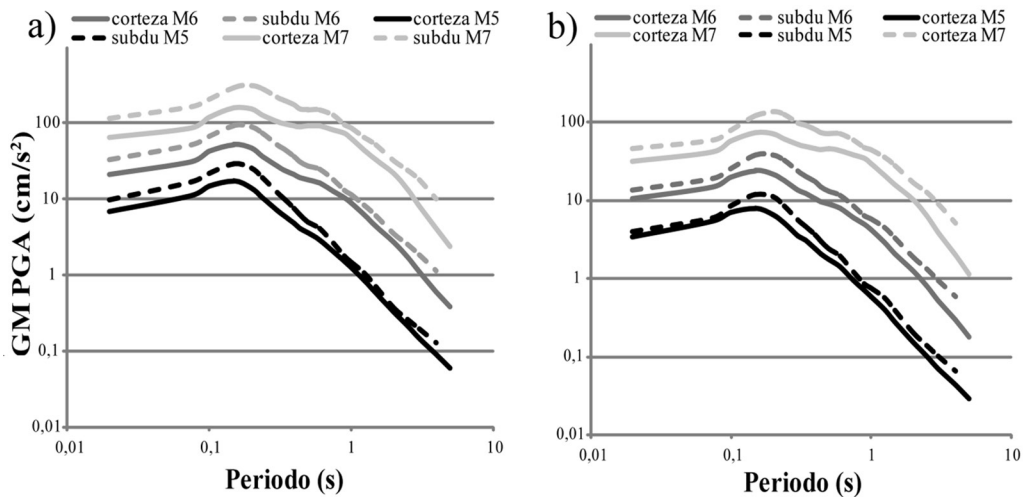 a)
corteza M6 subdu M6 corteza M5
subdu M5 corteza M7 subdu M7
GM PGA (cm/s²)
100
10
1
0,1
0,01
0,01 0,1 1 10
Periodo (s)
b)
corteza M6 subdu M6 corteza M5
corteza M7 subdu M5 corteza M7
100
10
1
0,1
0,01
0,01 0,1 1 10
Periodo (s)